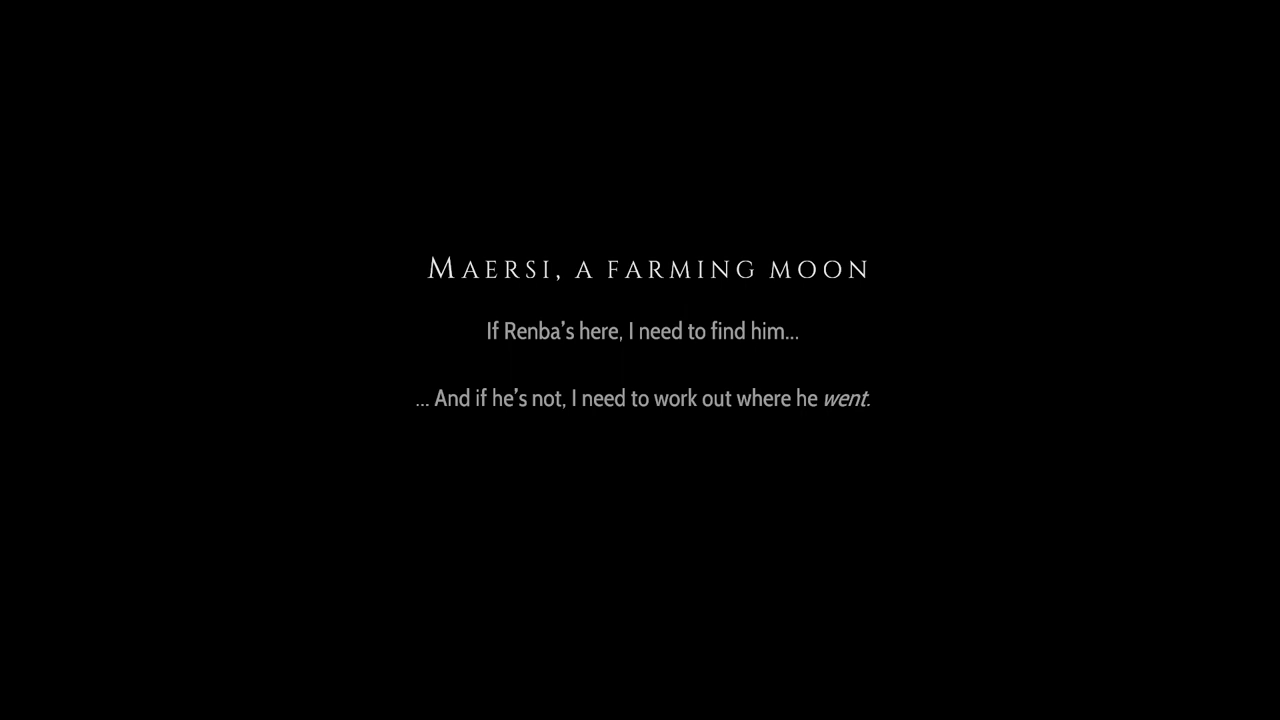 Maersi, a farming moon
If Renba's here, I need to find him...
... And if he's not, I need to work out where he went.